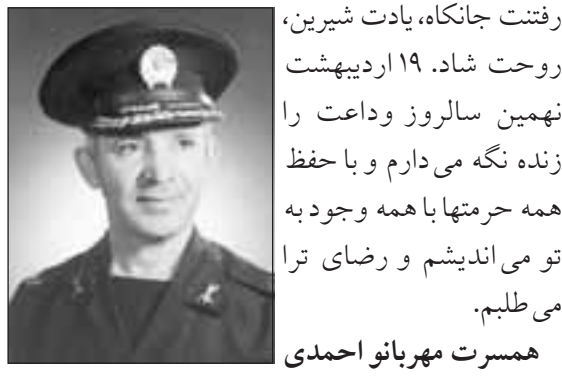 رفتنت جانکاه، یادت شیرین،
روحت شاد. ۱۹ اردیبهشت
نهمین سالروز وداعت را
زنده نگه می‌دارم و با حفظ
همه حرمتها با همه وجود به
تو می‌اندیشم و رضای ترا
می‌طلبم.
همسرت مهربانو احمدی